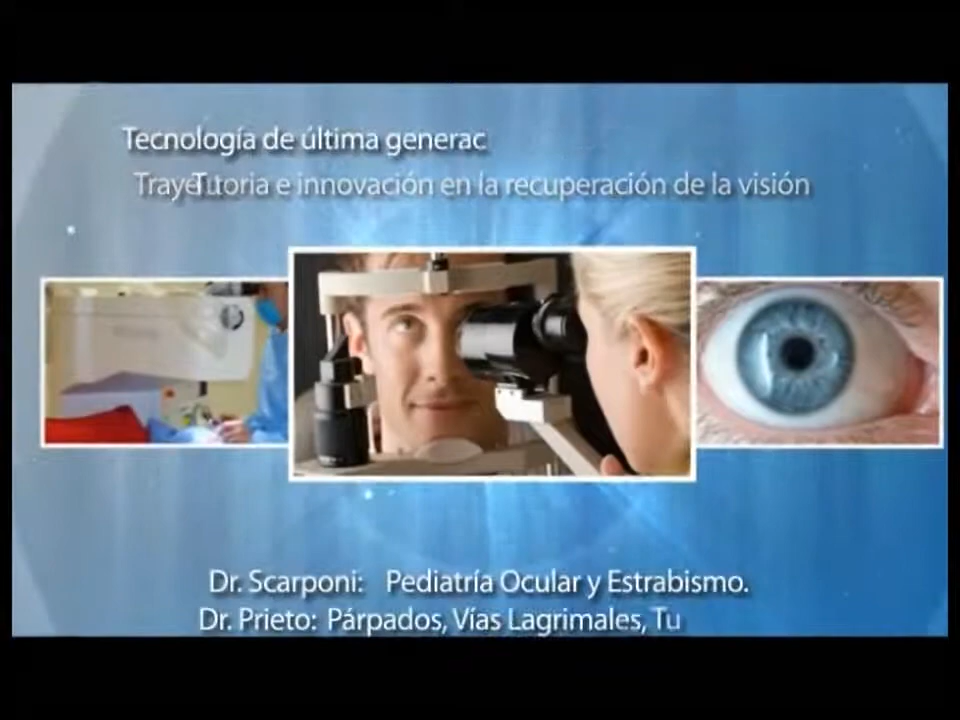 Tecnología de última generac
Trayectoria e innovación en la recuperación de la visión
Dr. Scarponi: Pediatría Ocular y Estrabismo.
Dr. Prieto: Párpados, Vías Lagrimales, Tu